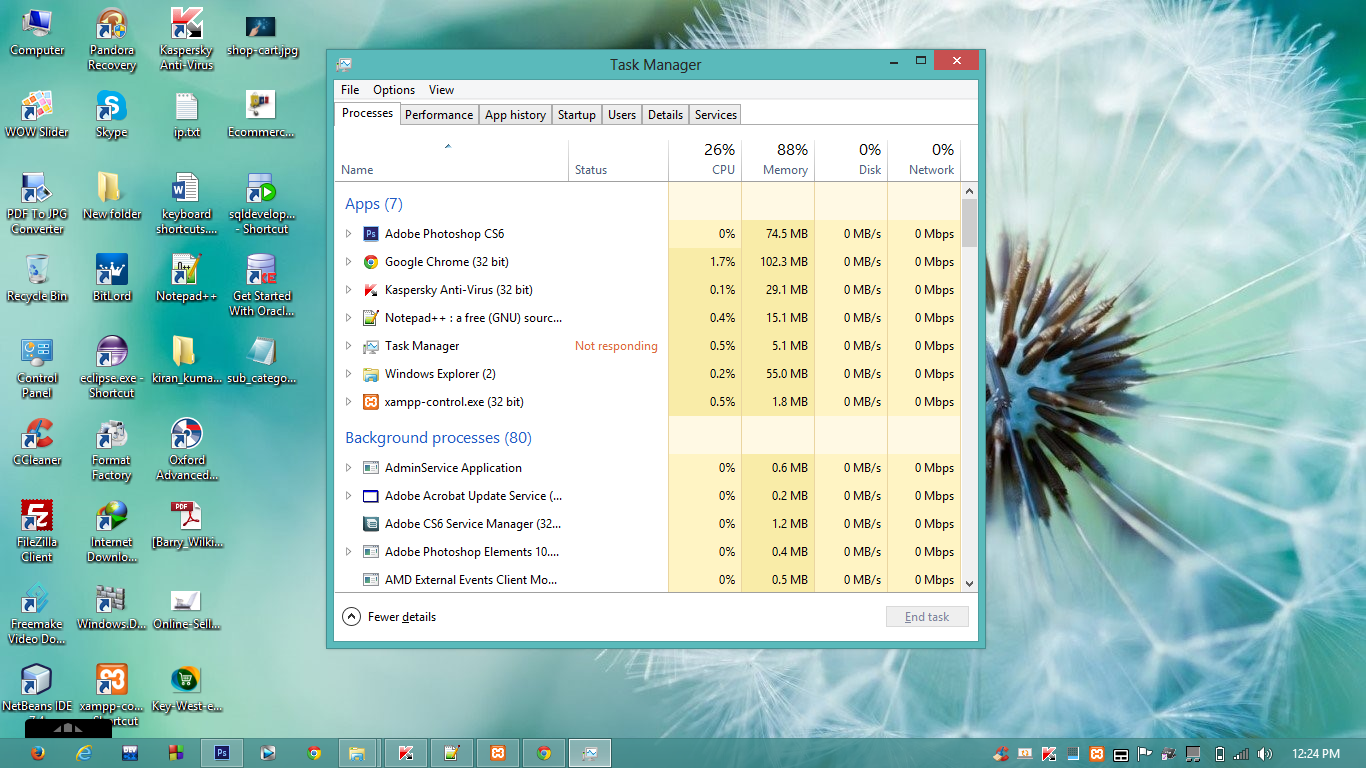 Computer
Pandora
Recovery
Kaspersky
Anti-Virus
shop-cart.jpg
WOW Slider
Skype
ip.txt
Ecommerc...
PDF To JPG
Converter
New folder
keyboard
shortcuts....
sqldevelop...
- Shortcut
Recycle Bin
BitLord
Notepad++
Get Started
With Oracl...
Control
Panel
eclipse.exe -
Shortcut
kiran_kuma...
sub_catego...
CCleaner
Format
Factory
Oxford
Advanced...
FileZilla
Client
Internet
Downlo...
PDF
[Barry_Wilki...
Freemake
Video Do...
Windows.D...
Online-Sell...
NetBeans IDE
xampp-co...
Shortcut
Key-West-e...
Task Manager
File Options View
Processes Performance App history Startup Users Details Services
26% 88% 0% 0%
Name Status CPU Memory Disk Network
Apps (7)
Adobe Photoshop CS6 0% 74.5 MB 0 MB/s 0 Mbps
Google Chrome (32 bit) 1.7% 102.3 MB 0 MB/s 0 Mbps
Kaspersky Anti-Virus (32 bit) 0.1% 29.1 MB 0 MB/s 0 Mbps
Notepad++ : a free (GNU) sourc... 0.4% 15.1 MB 0 MB/s 0 Mbps
Task Manager Not responding 0.5% 5.1 MB 0 MB/s 0 Mbps
Windows Explorer (2) 0.2% 55.0 MB 0 MB/s 0 Mbps
xampp-control.exe (32 bit) 0.5% 1.8 MB 0 MB/s 0 Mbps
Background processes (80)
AdminService Application 0% 0.6 MB 0 MB/s 0 Mbps
Adobe Acrobat Update Service (... 0% 0.2 MB 0 MB/s 0 Mbps
Adobe CS6 Service Manager (32... 0% 1.2 MB 0 MB/s 0 Mbps
Adobe Photoshop Elements 10.... 0% 0.4 MB 0 MB/s 0 Mbps
AMD External Events Client Mo... 0% 0.5 MB 0 MB/s 0 Mbps
Fewer details End task
Ps
12:24 PM